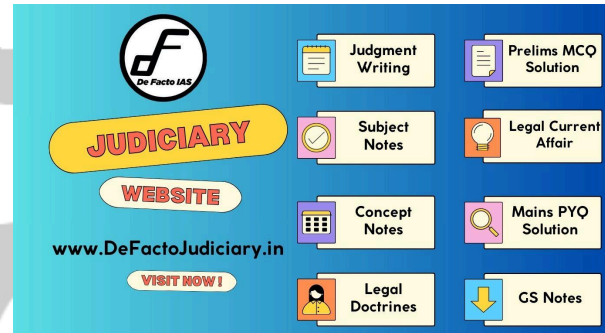 De Facto IAS
JUDICIARY
WEBSITE
www.DeFactoJudiciary.in
VISIT NOW!
Judgment
Writing
Prelims MCQ
Solution
Subject
Notes
Legal Current
Affair
Concept
Notes
Mains PYQ
Solution
Legal
Doctrines
GS Notes